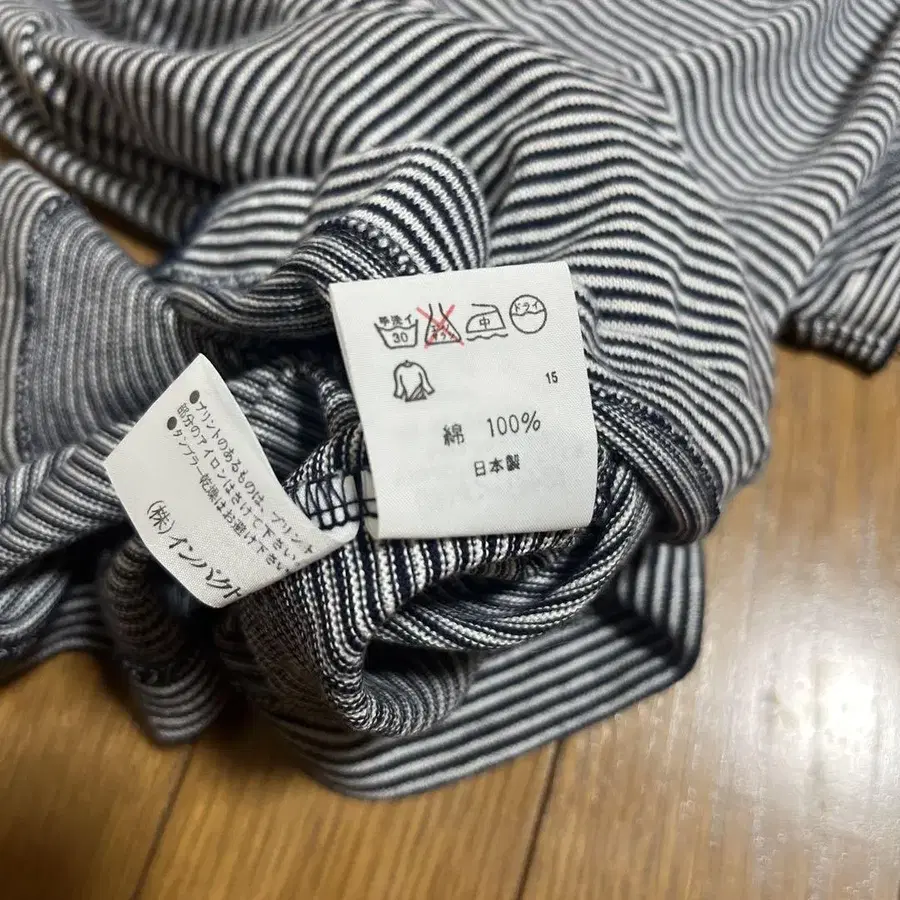 手洗イ
30
中
ドライ
15
綿 100%
日本製
●プリントのあるものは、プリント
部分のアイロンはさけて下さい。
●タンブラー乾燥はお避け下さい。
(株)インパクト